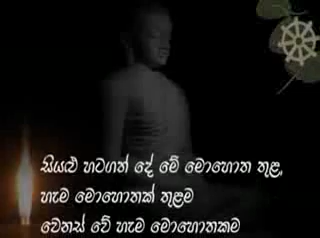 සියළු හටගත් දේ මේ මොහොත තුළ,
හැම මොහොතක් තුළම
වෙනස් වේ හැම මොහොතකම